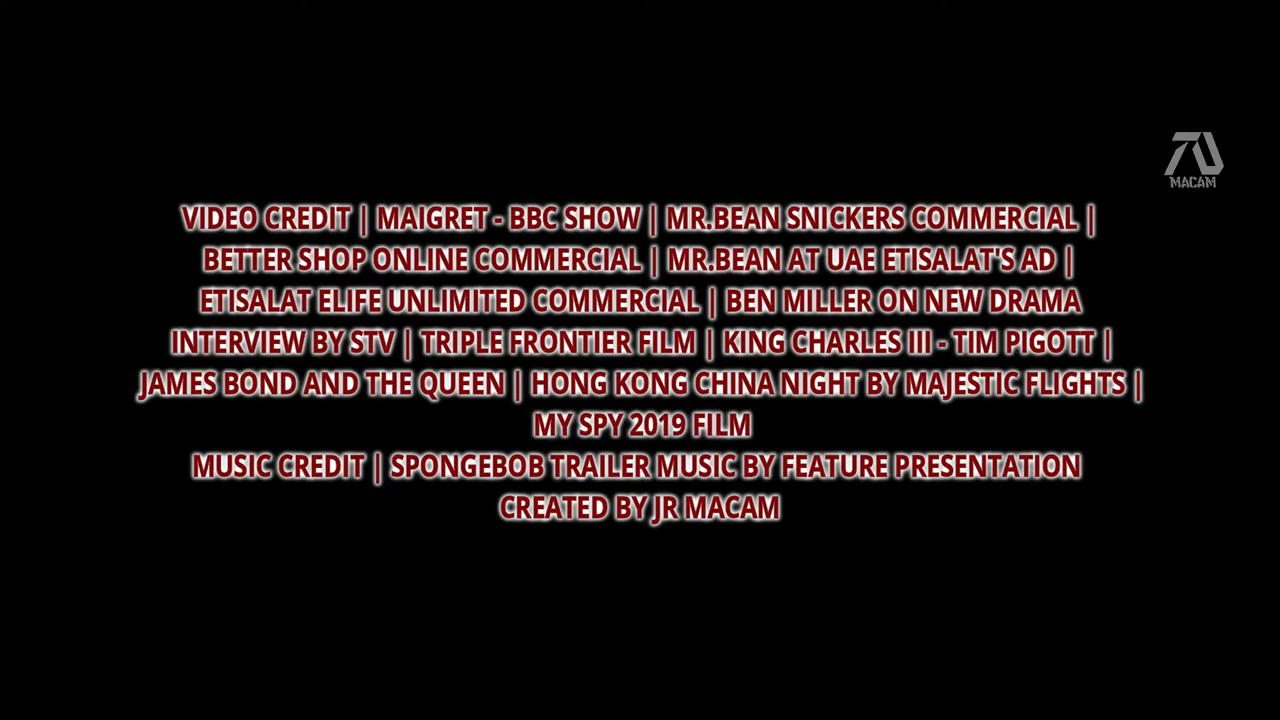 MACAM
VIDEO CREDIT | MAIGRET - BBC SHOW | MR.BEAN SNICKERS COMMERCIAL |
BETTER SHOP ONLINE COMMERCIAL | MR.BEAN AT UAE ETISALAT'S AD |
ETISALAT ELIFE UNLIMITED COMMERCIAL | BEN MILLER ON NEW DRAMA
INTERVIEW BY STV | TRIPLE FRONTIER FILM | KING CHARLES III - TIM PIGOTT |
JAMES BOND AND THE QUEEN | HONG KONG CHINA NIGHT BY MAJESTIC FLIGHTS |
MY SPY 2019 FILM
MUSIC CREDIT | SPONGEBOB TRAILER MUSIC BY FEATURE PRESENTATION
CREATED BY JR MACAM